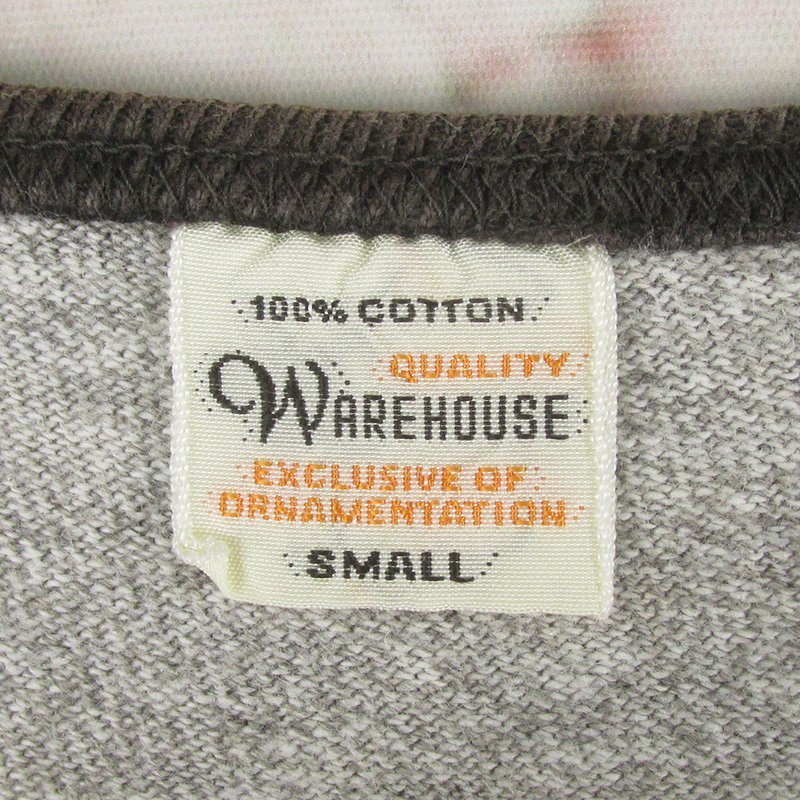 100% COTTON
QUALITY
WAREHOUSE
EXCLUSIVE OF
ORNAMENTATION
SMALL